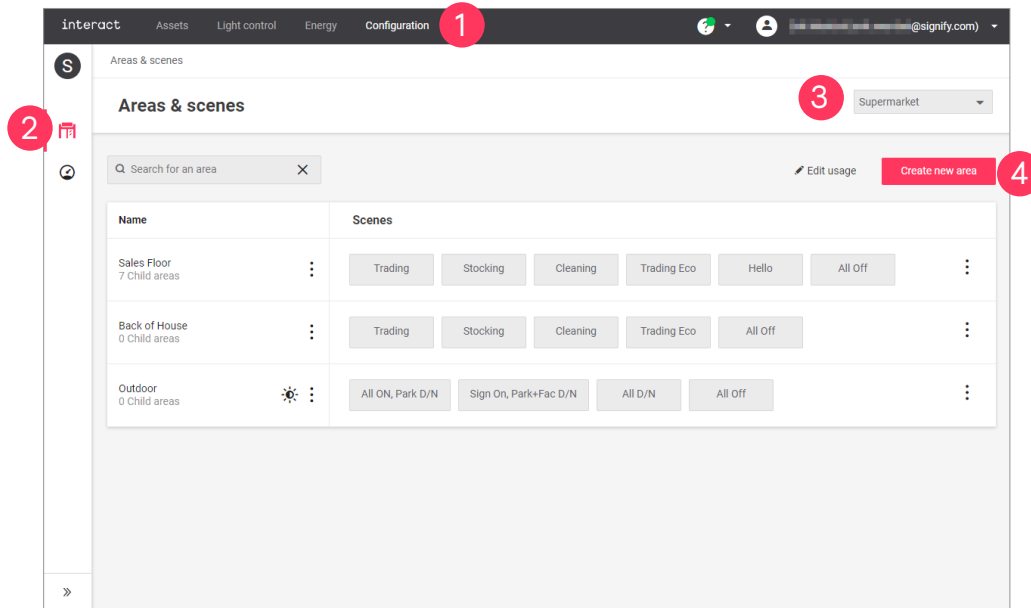 interact Assets Light control Energy Configuration 1 ? @signify.com)
S Areas & scenes
Areas & scenes 3 Supermarket
2
Search for an area Edit usage Create new area 4
Name Scenes
Sales Floor
7 Child areas
Trading Stocking Cleaning Trading Eco Hello All Off
Back of House
0 Child areas
Trading Stocking Cleaning Trading Eco All Off
Outdoor
0 Child areas
All ON, Park D/N Sign On, Park+Fac D/N All D/N All Off